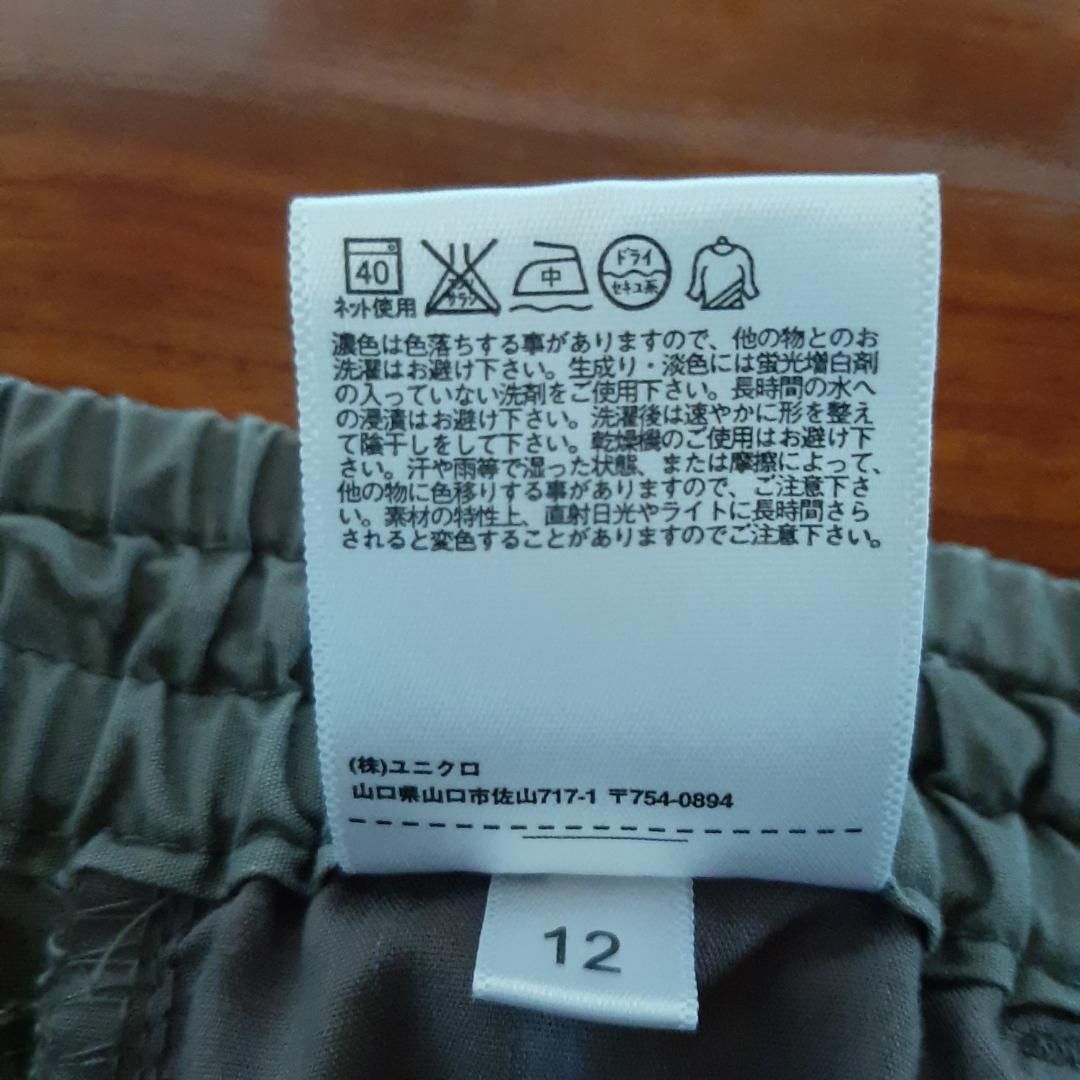 40
ネット使用
エンソ
サラシ
中
ドライ
セキユ系
濃色は色落ちする事がありますので、他の物とのお
洗濯はお避け下さい。生成り・淡色には蛍光増白剤
の入っていない洗剤をご使用下さい。長時間の水へ
の浸漬はお避け下さい。洗濯後は速やかに形を整え
て陰干しをして下さい。乾燥機のご使用はお避け下
さい。汗や雨等で湿った状態、または摩擦によって、
他の物に色移りする事がありますので、ご注意下さ
い。素材の特性上、直射日光やライトに長時間さら
されると変色することがありますのでご注意下さい。
(株)ユニクロ
山口県山口市佐山717-1 〒754-0894
12